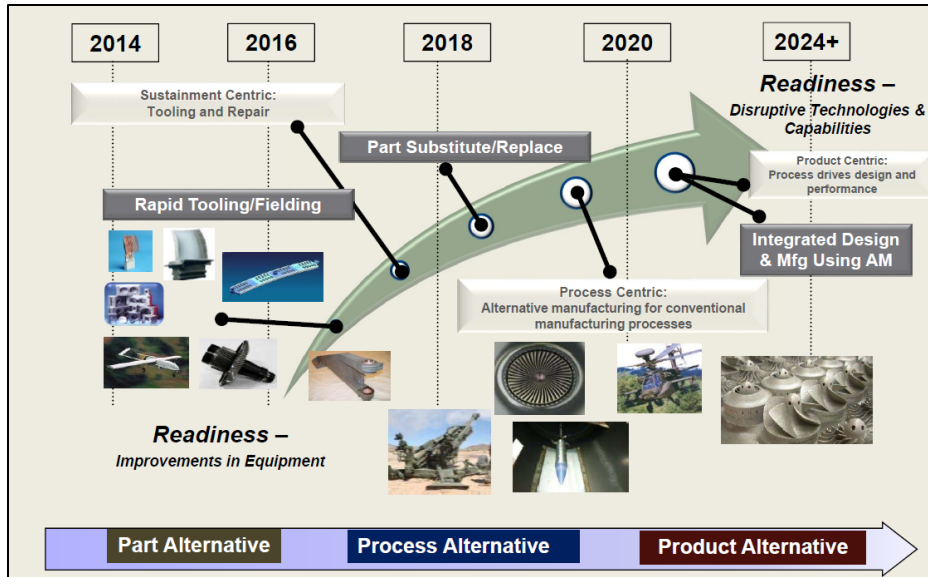 2014
2016
2018
2020
2024+
Sustainment Centric:
Tooling and Repair
Readiness –
Disruptive Technologies &
Capabilities
Part Substitute/Replace
Product Centric:
Process drives design and
performance
Rapid Tooling/Fielding
Integrated Design
& Mfg Using AM
Process Centric:
Alternative manufacturing for conventional
manufacturing processes
Readiness –
Improvements in Equipment
Part Alternative
Process Alternative
Product Alternative